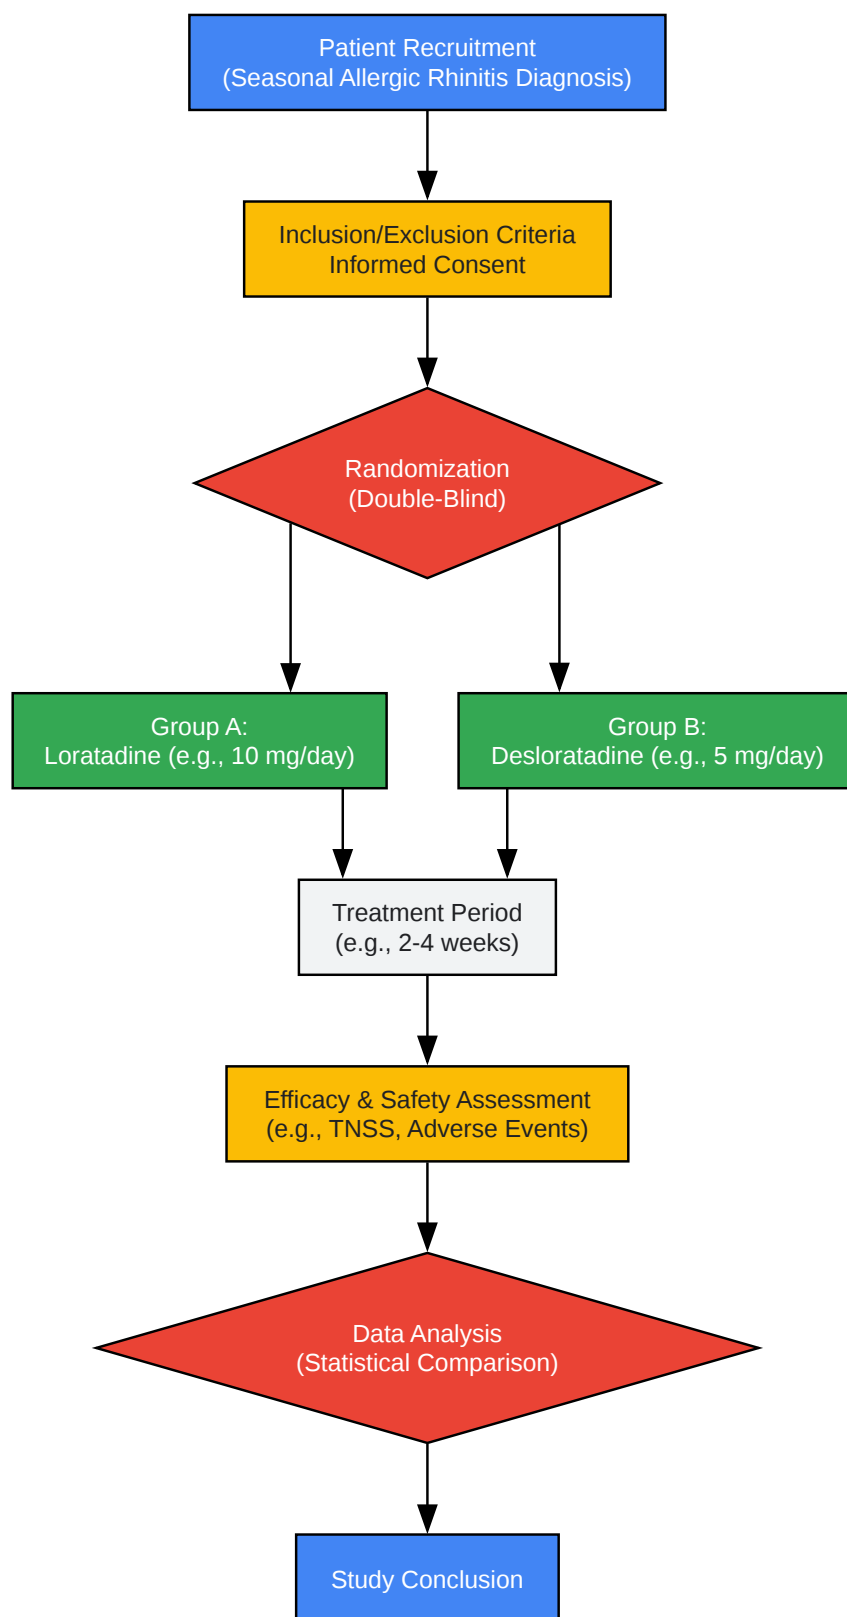 Patient Recruitment
(Seasonal Allergic Rhinitis Diagnosis)
Inclusion/Exclusion Criteria
Informed Consent
Randomization
(Double-Blind)
Group A:
Loratadine (e.g., 10 mg/day)
Group B:
Desloratadine (e.g., 5 mg/day)
Treatment Period
(e.g., 2-4 weeks)
Efficacy & Safety Assessment
(e.g., TNSS, Adverse Events)
Data Analysis
(Statistical Comparison)
Study Conclusion